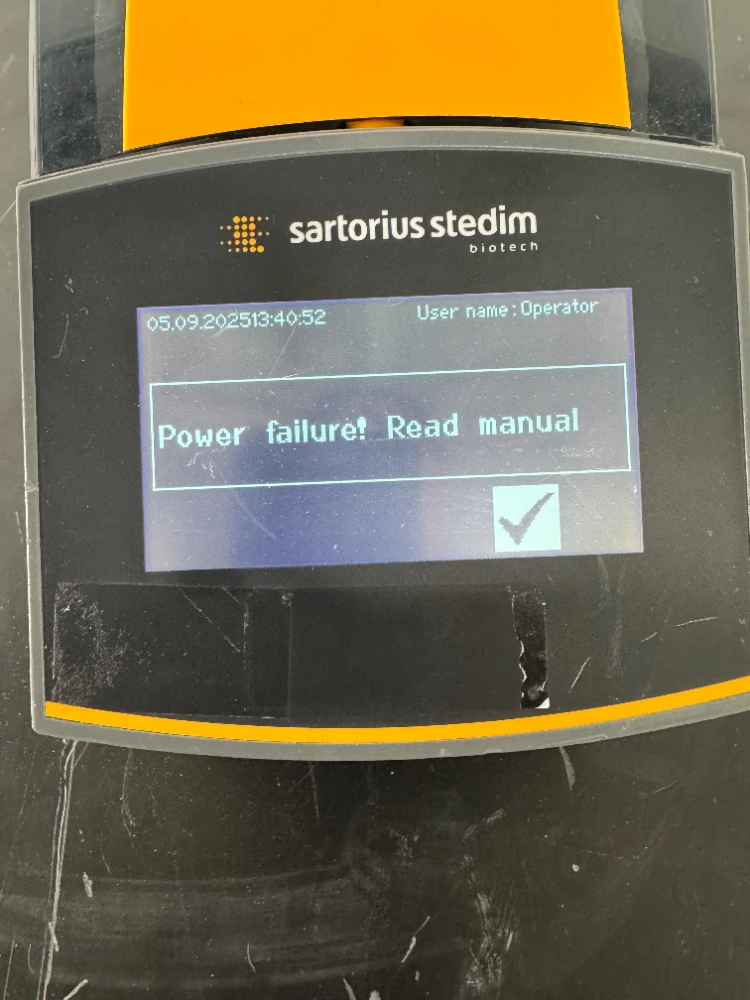 sartorius stedim
biotech
05.09.202513:40:52 User name:Operator
Power failure! Read manual